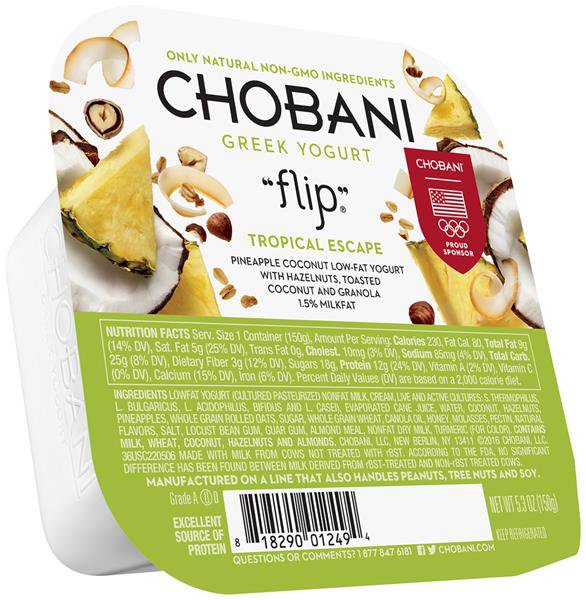 ONLY NATURAL NON-GMO INGREDIENTS
CHOBANI
GREEK YOGURT
"flip"®
TROPICAL ESCAPE
PINEAPPLE COCONUT LOW-FAT YOGURT
WITH HAZELNUTS, TOASTED
COCONUT AND GRANOLA
1.5% MILKFAT
CHOBANI
PROUD
SPONSOR
CHOBANI
NUTRITION FACTS Serv. Size 1 Container (150g), Amount Per Serving: Calories 230, Fat Cal. 80, Total Fat 9g
(14% DV), Sat. Fat 5g (25% DV), Trans Fat 0g, Cholest. 10mg (3% DV), Sodium 85mg (4% DV), Total Carb.
25g (8% DV), Dietary Fiber 3g (12% DV), Sugars 18g, Protein 12g (24% DV), Vitamin A (2% DV), Vitamin C
(0% DV), Calcium (15% DV), Iron (6% DV). Percent Daily Values (DV) are based on a 2,000 calorie diet.
INGREDIENTS LOWFAT YOGURT (CULTURED PASTEURIZED NONFAT MILK, CREAM, LIVE AND ACTIVE CULTURES: S. THERMOPHILUS,
L. BULGARICUS, L. ACIDOPHILUS, BIFIDUS AND L. CASEI), EVAPORATED CANE JUICE, WATER, COCONUT, HAZELNUTS,
PINEAPPLES, WHOLE GRAIN ROLLED OATS, SUGAR, WHOLE GRAIN WHEAT, CANOLA OIL, HONEY, MOLASSES, PECTIN, NATURAL
FLAVORS, SALT, LOCUST BEAN GUM, GUAR GUM, ALMOND MEAL, NONFAT DRY MILK, TURMERIC (FOR COLOR). CONTAINS
MILK, WHEAT, COCONUT, HAZELNUTS AND ALMONDS. CHOBANI, LLC, NEW BERLIN, NY 13411 ©2016 CHOBANI, LLC.
36USC220506 MADE WITH MILK FROM COWS NOT TREATED WITH rBST. ACCORDING TO THE FDA, NO SIGNIFICANT
DIFFERENCE HAS BEEN FOUND BETWEEN MILK DERIVED FROM rBST-TREATED AND NON-rBST TREATED COWS.
MANUFACTURED ON A LINE THAT ALSO HANDLES PEANUTS, TREE NUTS AND SOY.
Grade A Ⓤ D
EXCELLENT
SOURCE OF
PROTEIN
8 18290 01249 4
NET WT 5.3 OZ (150g)
KEEP REFRIGERATED
QUESTIONS OR COMMENTS? 1 877 847 6181 CHOBANI.COM